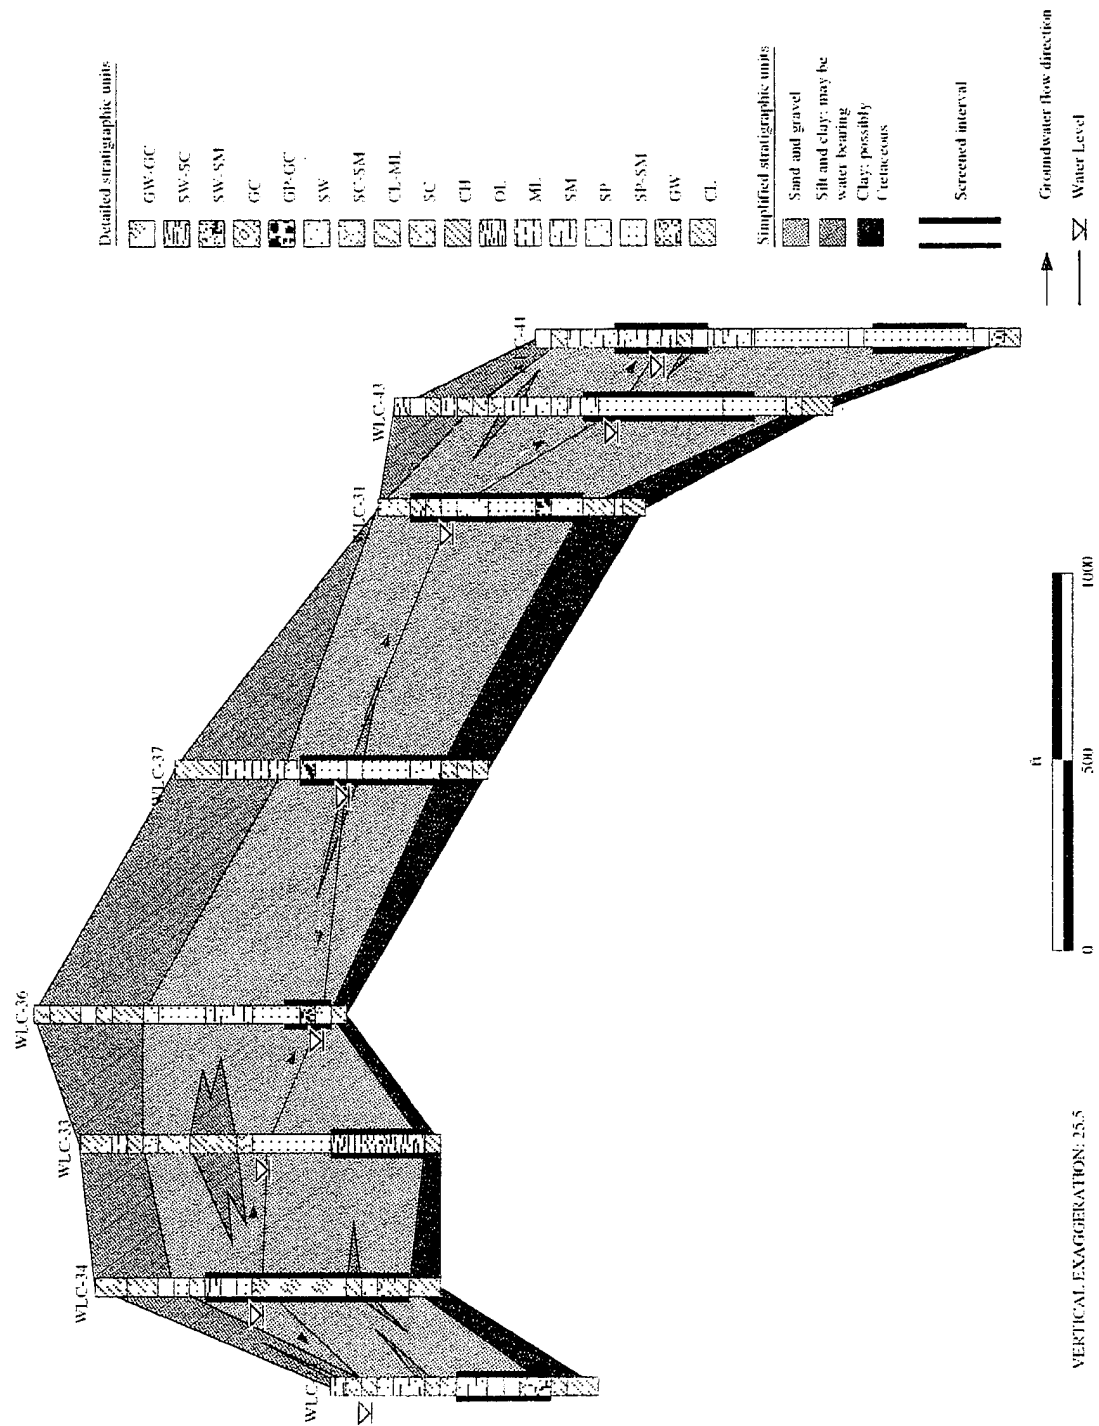 Detailed stratigraphic units
GW-GC
SW-SC
SW-SM
GC
GP-GC
SW
SC-SM
CL-ML
SC
CH
OL
ML
SM
SP
SP-SM
GW
CL
Simplified stratigraphic units
Sand and gravel
Silt and clay; may be
water bearing
Clay; possibly
Cretaceous
Screened interval
Groundwater flow direction
Water Level
WLC
WLC-34
WLC-33
WLC-36
WLC-37
WLC-31
WLC-43
ft
0
500
1000
VERTICAL EXAGGERATION: 25.5